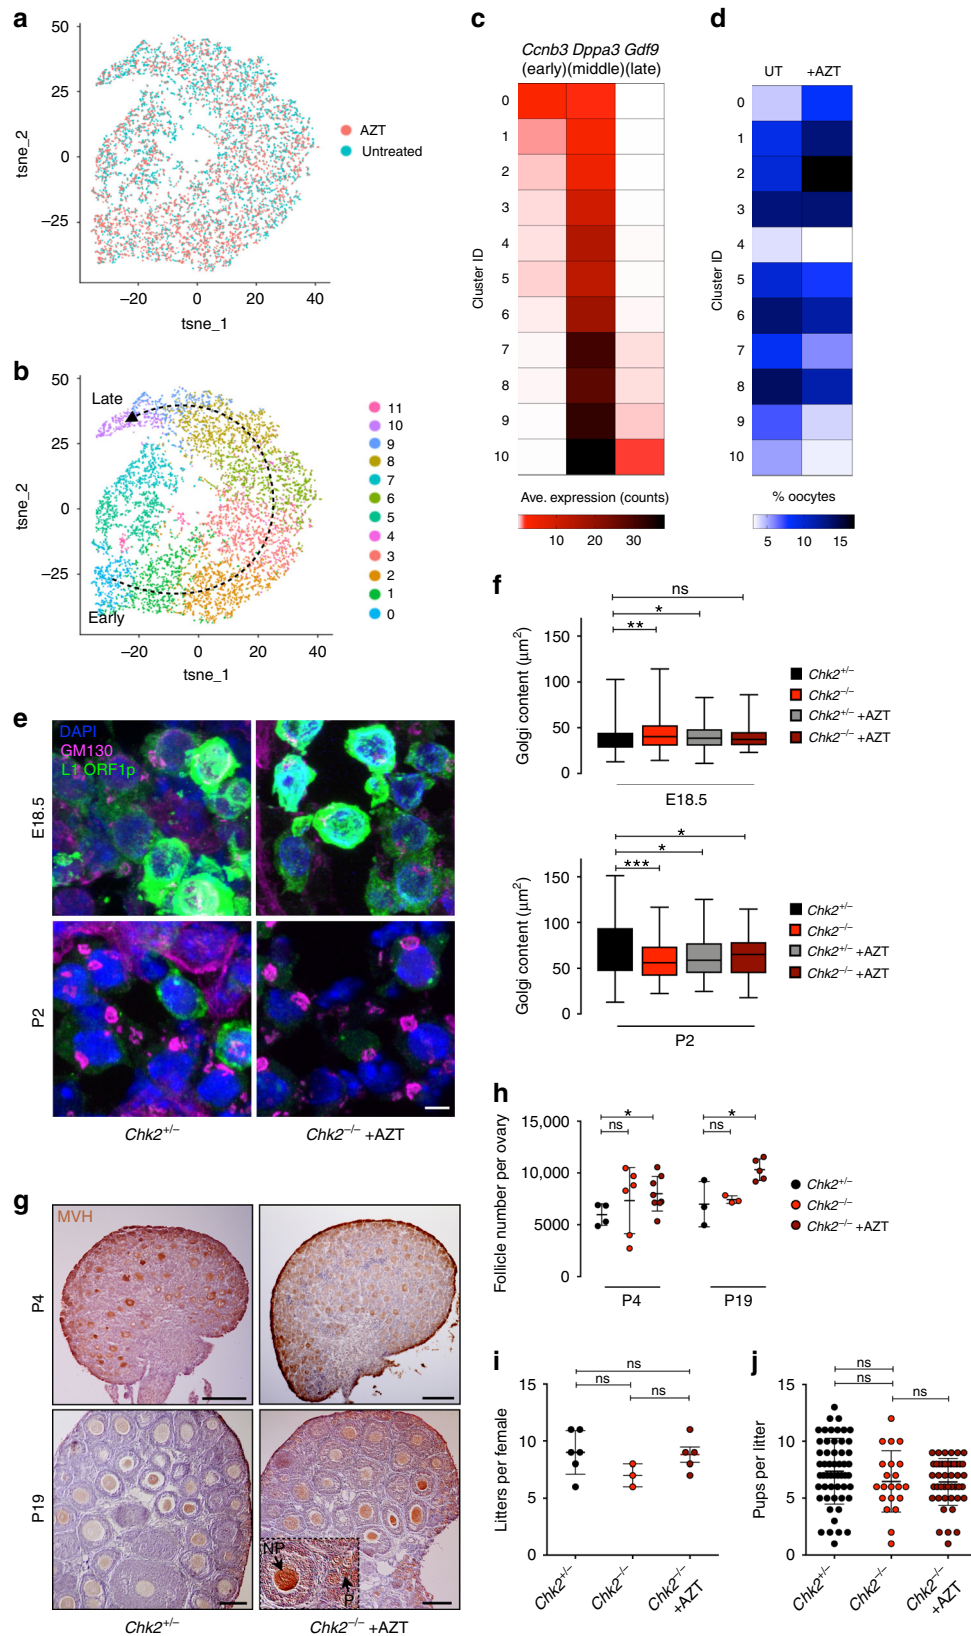 a
50
25
0
−25
tsne_2
−20
0
20
40
tsne_1
AZT
Untreated
b
50
25
0
−25
tsne_2
Late
Early
−20
0
20
40
tsne_1
11
10
9
8
7
6
5
4
3
2
1
0
c
Ccnb3 Dppa3 Gdf9
(early)(middle)(late)
Cluster ID
0
1
2
3
4
5
6
7
8
9
10
Ave. expression (counts)
10
20
30
d
UT
+AZT
Cluster ID
0
1
2
3
4
5
6
7
8
9
10
% oocytes
5
10
15
e
DAPI
GM130
L1 ORF1p
E18.5
P2
Chk2+/−
Chk2−/− +AZT
f
ns
*
**
150
100
50
0
Golgi content (μm²)
E18.5
Chk2+/−
Chk2−/−
Chk2+/− +AZT
Chk2−/− +AZT
*
*
***
150
100
50
0
Golgi content (μm²)
P2
Chk2+/−
Chk2−/−
Chk2+/− +AZT
Chk2−/− +AZT
g
MVH
P4
P19
NP
P
Chk2+/−
Chk2−/− +AZT
h
15,000
10,000
5000
0
Follicle number per ovary
*
ns
*
ns
P4
P19
Chk2+/−
Chk2−/−
Chk2−/− +AZT
i
15
10
5
0
Litters per female
ns
ns
ns
Chk2+/−
Chk2−/−
Chk2−/−
+AZT
j
15
10
5
0
Pups per litter
ns
ns
ns
Chk2+/−
Chk2−/−
Chk2−/−
+AZT